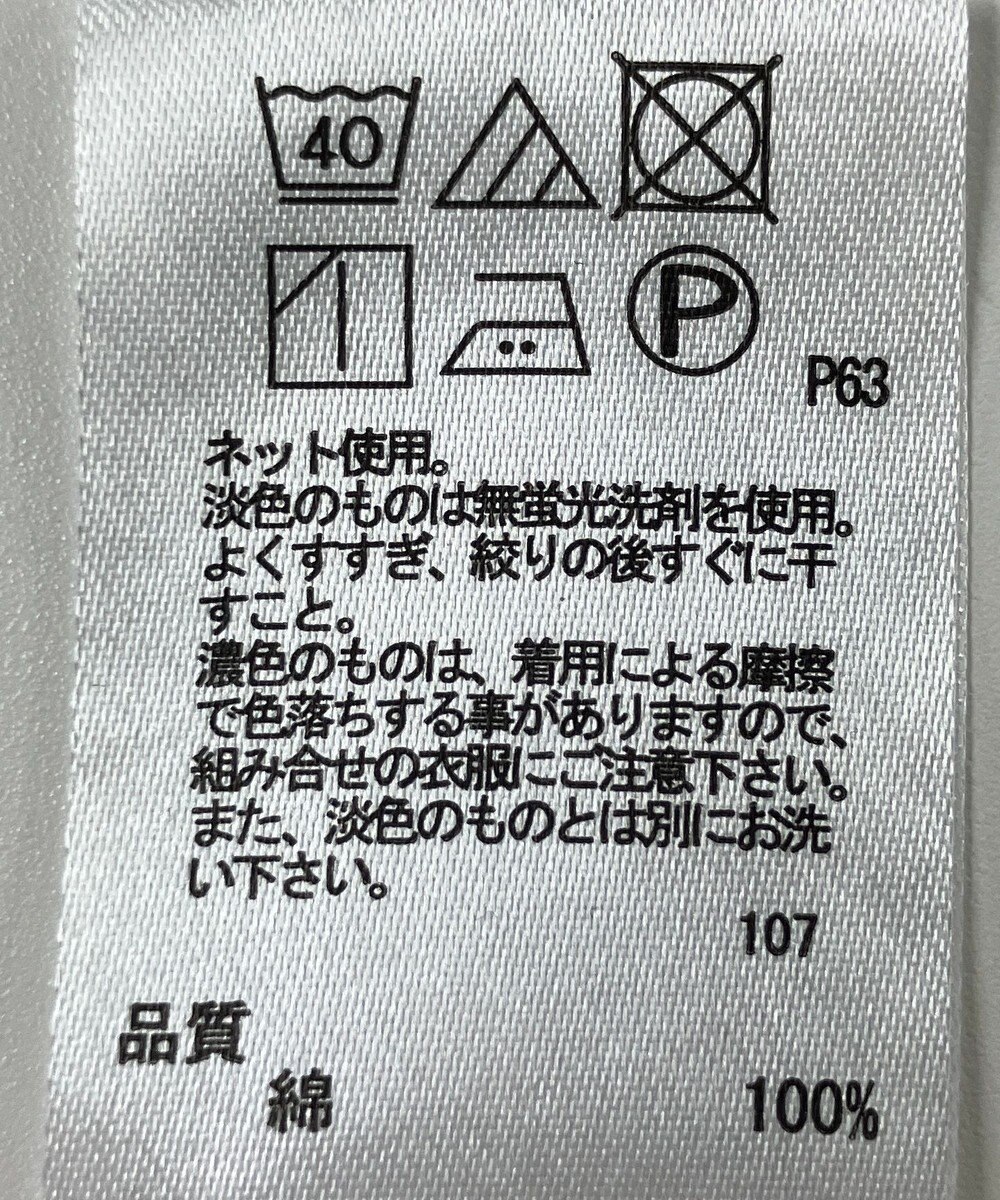 40
P
P63
ネット使用。
淡色のものは無蛍光洗剤を使用。
よくすすぎ、絞りの後すぐに干
すこと。
濃色のものは、着用による摩擦
で色落ちする事がありますので、
組み合せの衣服にご注意下さい。
また、淡色のものとは別にお洗
い下さい。
107
品質
綿 100%